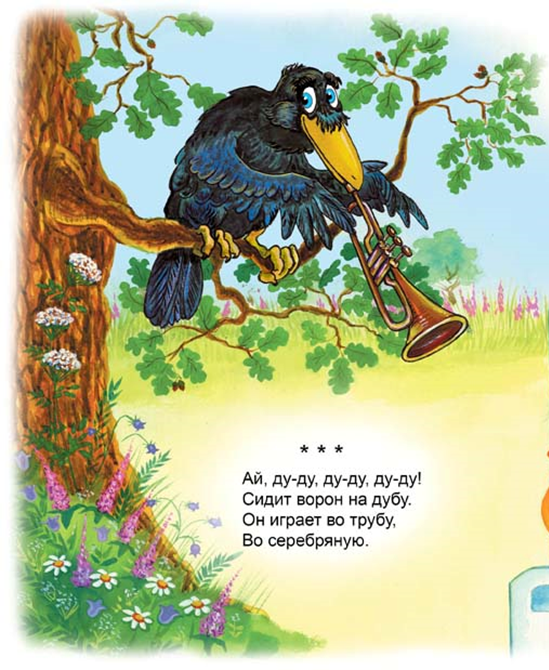 * * *
Ай, ду-ду, ду-ду, ду-ду!
Сидит ворон на дубу.
Он играет во трубу,
Во серебряную.